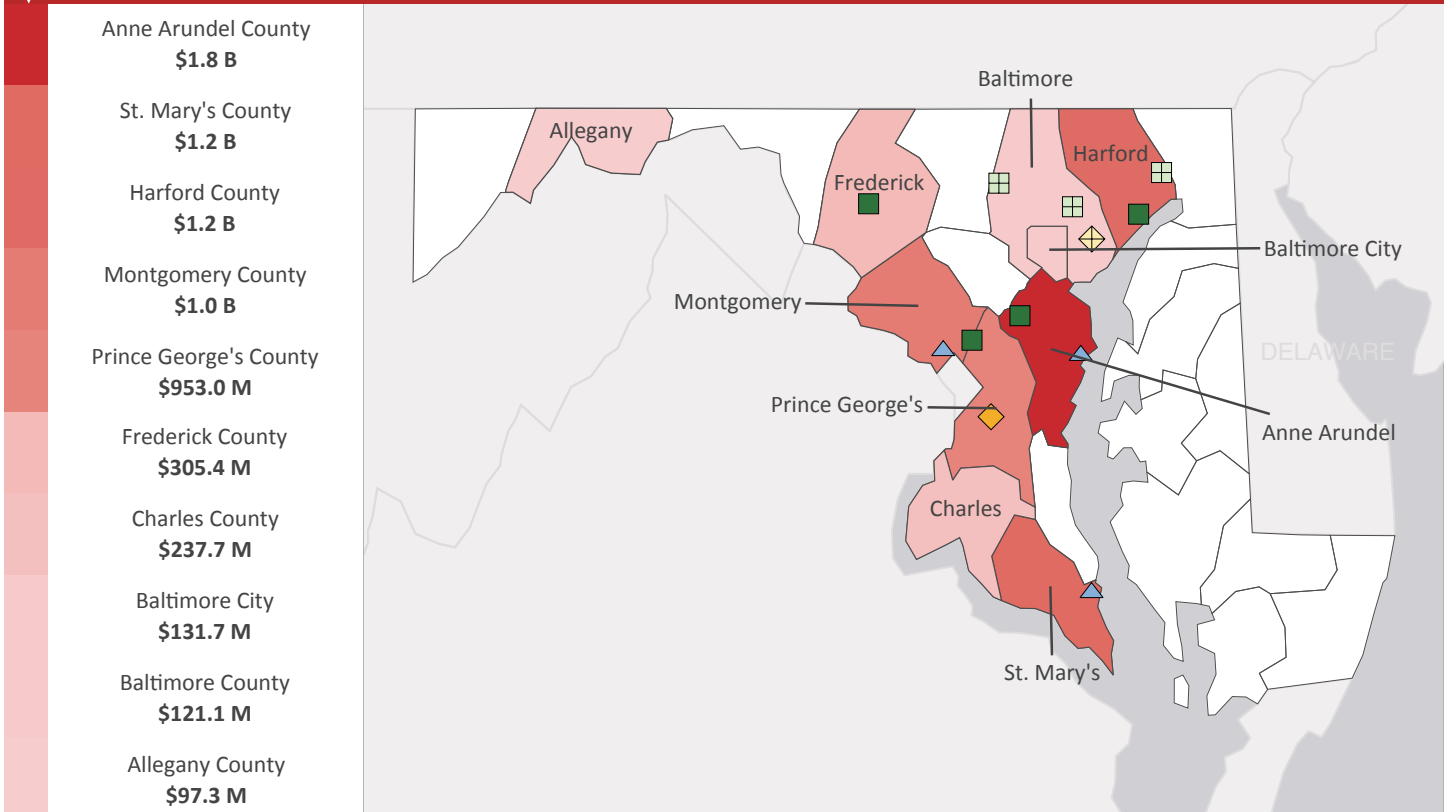 Anne Arundel County
$1.8 B
St. Mary's County
$1.2 B
Harford County
$1.2 B
Montgomery County
$1.0 B
Prince George's County
$953.0 M
Frederick County
$305.4 M
Charles County
$237.7 M
Baltimore City
$131.7 M
Baltimore County
$121.1 M
Allegany County
$97.3 M
Baltimore
Allegany
Harford
Frederick
Baltimore City
Montgomery
DELAWARE
Prince George's
Anne Arundel
Charles
St. Mary's